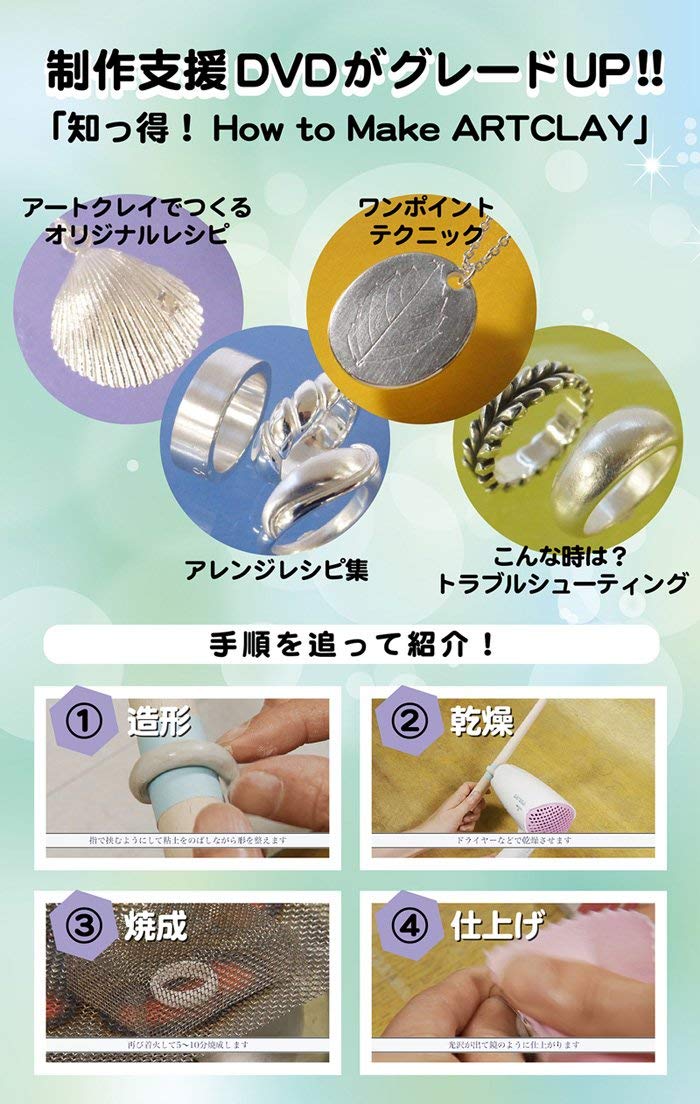 制作支援DVDがグレードUP!!
「知っ得！ How to Make ARTCLAY」
アートクレイでつくる
オリジナルレシピ
ワンポイント
テクニック
アレンジレシピ集
こんな時は？
トラブルシューティング
手順を追って紹介！
① 造形
指で挟むようにして粘土をのばしながら形を整えます
② 乾燥
ドライヤーなどで乾燥させます
③ 焼成
再び着火して5～10分焼成します
④ 仕上げ
光沢が出て鏡のように仕上がります